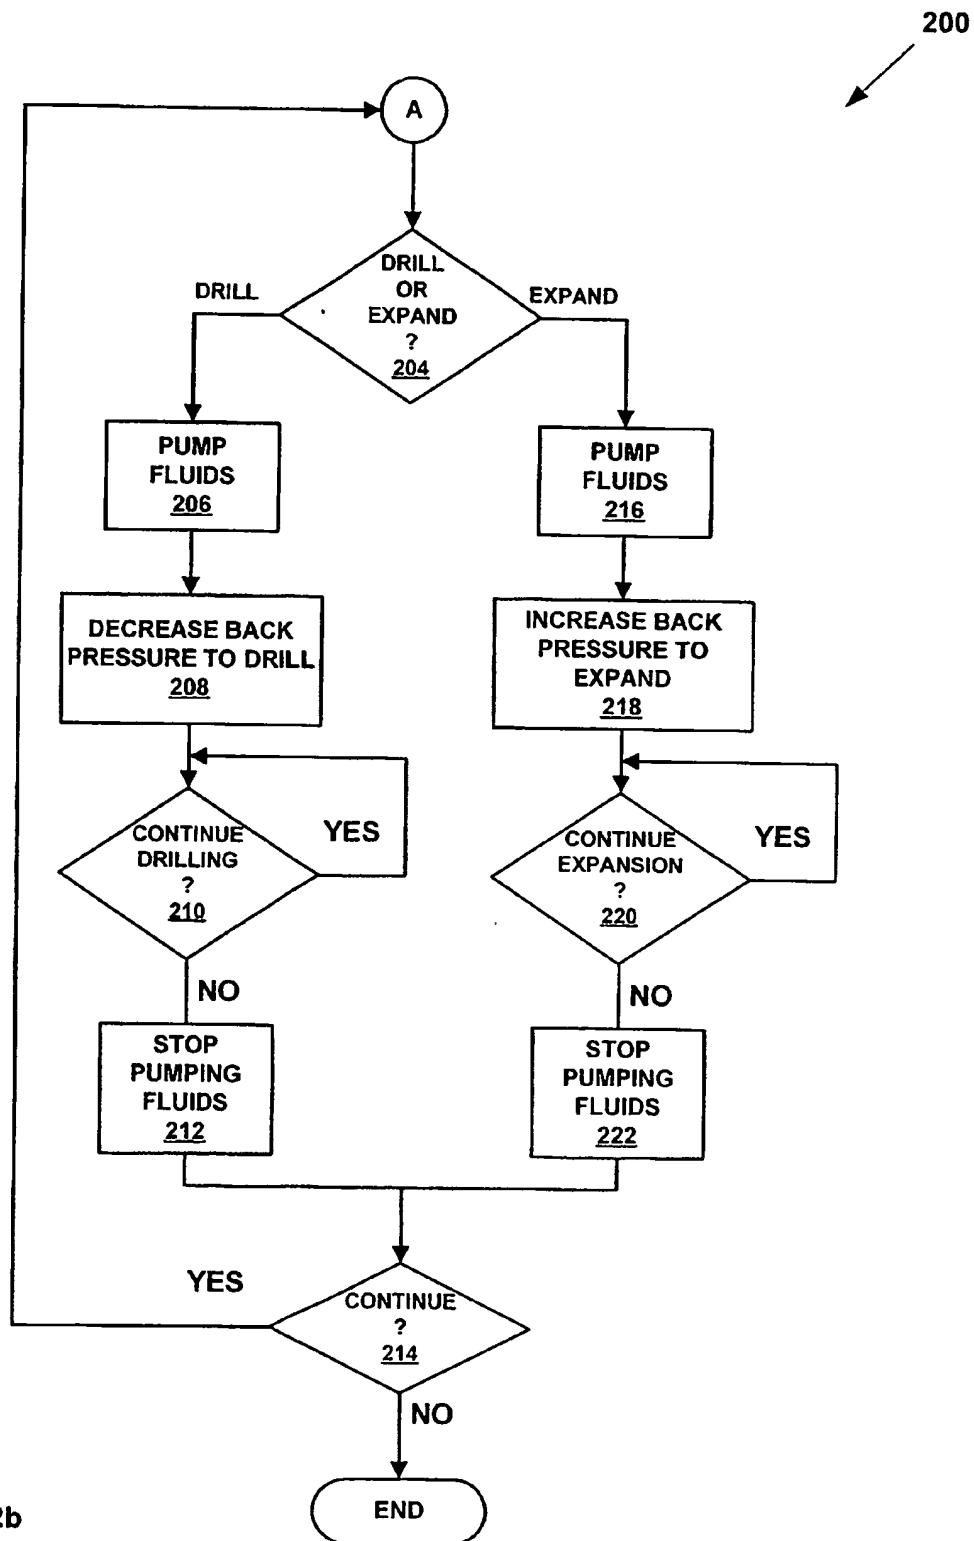 200
A
DRILL
OR
EXPAND
?
204
DRILL
EXPAND
PUMP
FLUIDS
206
PUMP
FLUIDS
216
DECREASE BACK
PRESSURE TO DRILL
208
INCREASE BACK
PRESSURE TO
EXPAND
218
CONTINUE
DRILLING
?
210
YES
CONTINUE
EXPANSION
?
220
YES
NO
NO
STOP
PUMPING
FLUIDS
212
STOP
PUMPING
FLUIDS
222
YES
CONTINUE
?
214
NO
END
2b